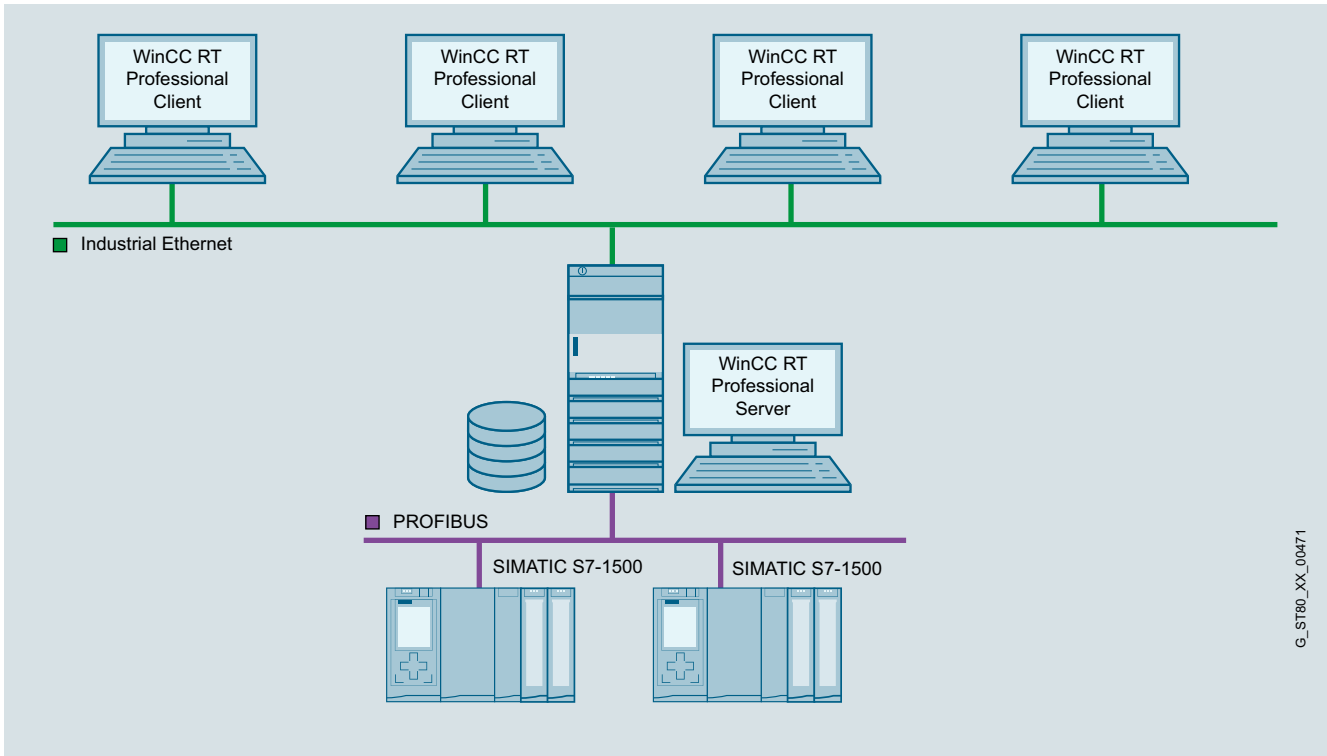 WinCC RT
Professional
Client
WinCC RT
Professional
Client
WinCC RT
Professional
Client
WinCC RT
Professional
Client
Industrial Ethernet
WinCC RT
Professional
Server
PROFIBUS
SIMATIC S7-1500
SIMATIC S7-1500
G_ST80_XX_00471